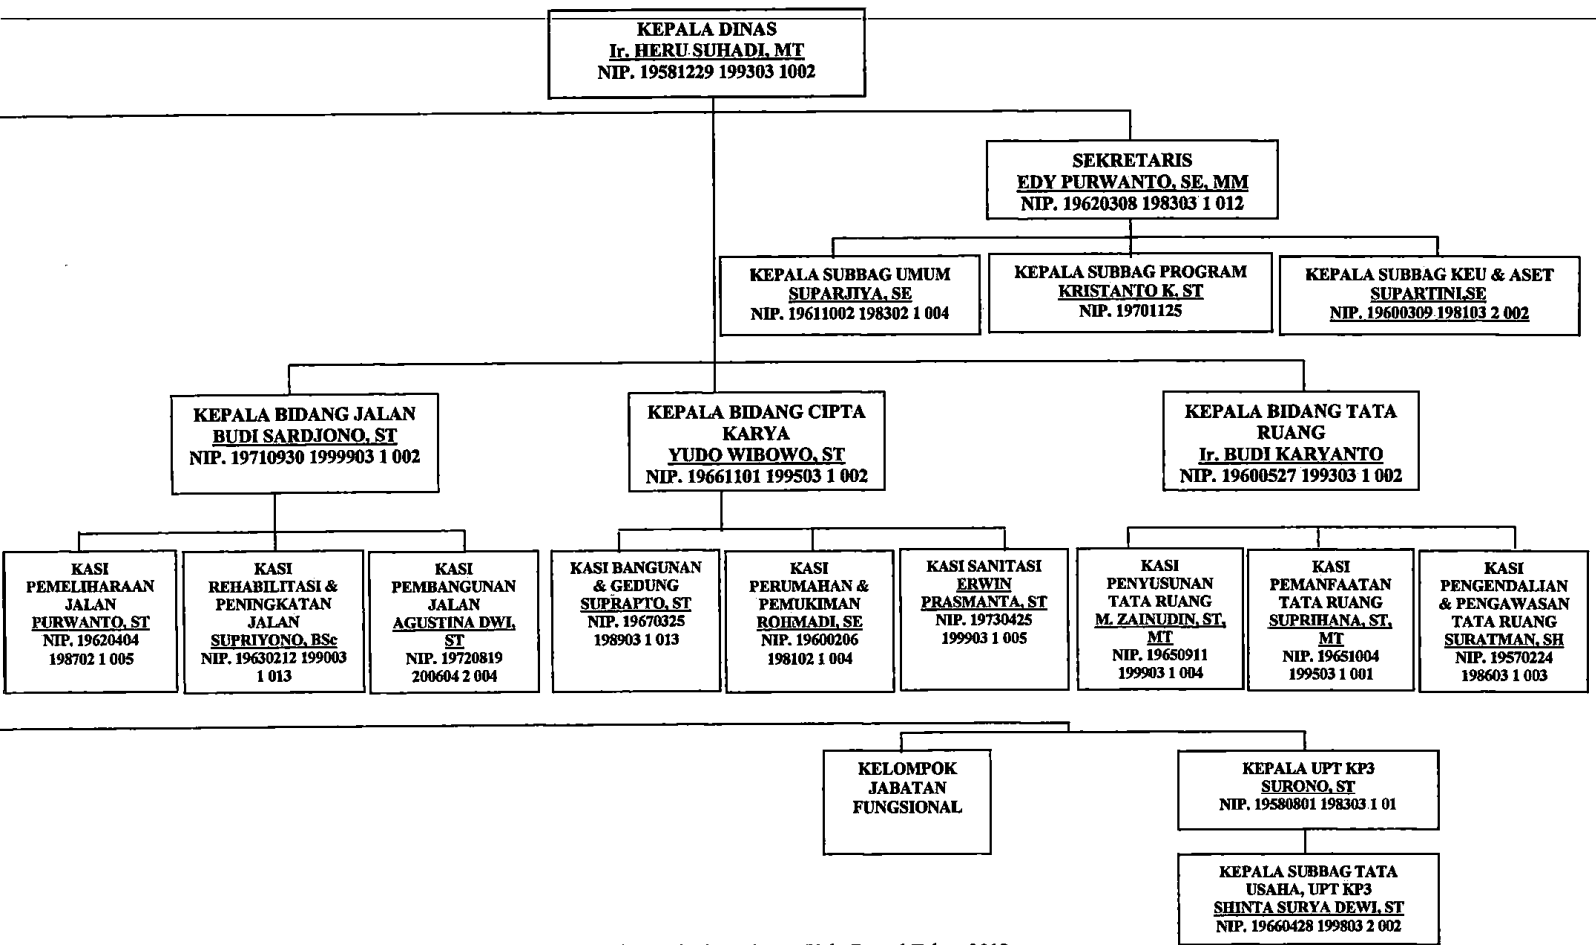 KEPALA DINAS
Ir. HERU SUHADI, MT
NIP. 19581229 199303 1002
SEKRETARIS
EDY PURWANTO, SE, MM
NIP. 19620308 198303 1 012
KEPALA SUBBAG UMUM
SUPARJIYA, SE
NIP. 19611002 198302 1 004
KEPALA SUBBAG PROGRAM
KRISTANTO K, ST
NIP. 19701125
KEPALA SUBBAG KEU & ASET
SUPARTINI,SE
NIP. 19600309 198103 2 002
KEPALA BIDANG JALAN
BUDI SARDJONO, ST
NIP. 19710930 1999903 1 002
KEPALA BIDANG CIPTA
KARYA
YUDO WIBOWO, ST
NIP. 19661101 199503 1 002
KEPALA BIDANG TATA
RUANG
Ir. BUDI KARYANTO
NIP. 19600527 199303 1 002
KASI
PEMELIHARAAN
JALAN
PURWANTO, ST
NIP. 19620404
198702 1 005
KASI
REHABILITASI &
PENINGKATAN
JALAN
SUPRIYONO, BSc
NIP. 19630212 199003
1 013
KASI
PEMBANGUNAN
JALAN
AGUSTINA DWI,
ST
NIP. 19720819
200604 2 004
KASI BANGUNAN
& GEDUNG
SUPRAPTO, ST
NIP. 19670325
198903 1 013
KASI
PERUMAHAN &
PEMUKIMAN
ROHMADI, SE
NIP. 19600206
198102 1 004
KASI SANITASI
ERWIN
PRASMANTA, ST
NIP. 19730425
199903 1 005
KASI
PENYUSUNAN
TATA RUANG
M. ZAINUDIN, ST,
MT
NIP. 19650911
199903 1 004
KASI
PEMANFAATAN
TATA RUANG
SUPRIHANA, ST,
MT
NIP. 19651004
199503 1 001
KASI
PENGENDALIAN
& PENGAWASAN
TATA RUANG
SURATMAN, SH
NIP. 19570224
198603 1 003
KELOMPOK
JABATAN
FUNGSIONAL
KEPALA UPT KP3
SURONO, ST
NIP. 19580801 198303 1 01
KEPALA SUBBAG TATA
USAHA, UPT KP3
SHINTA SURYA DEWI, ST
NIP. 19660428 199803 2 002